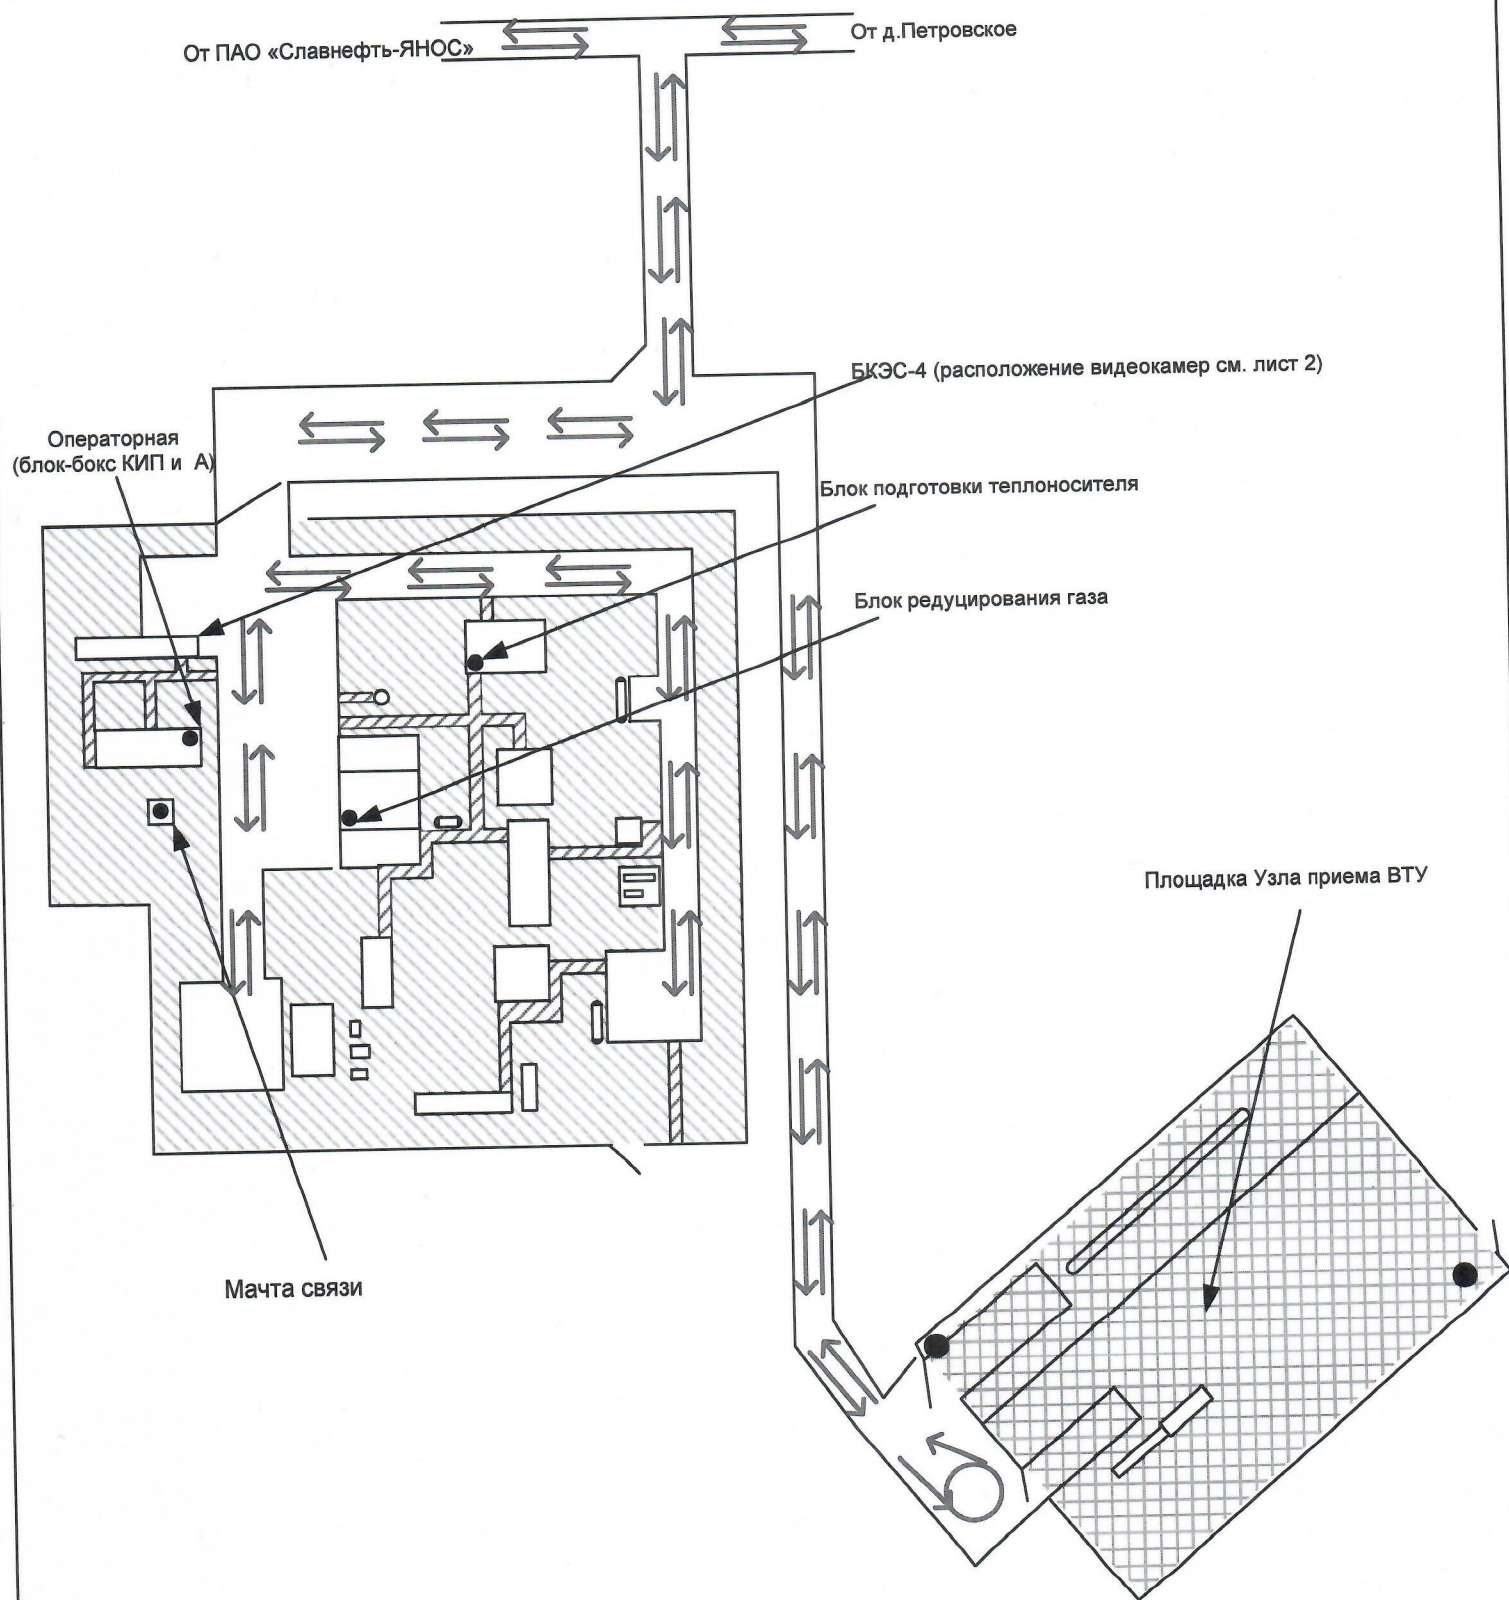 От ПАО «Славнефть-ЯНОС»
От д.Петровское
БКЭС-4 (расположение видеокамер см. лист 2)
Операторная
(блок-бокс КИП и А)
Блок подготовки теплоносителя
Блок редуцирования газа
Площадка Узла приема ВТУ
Мачта связи